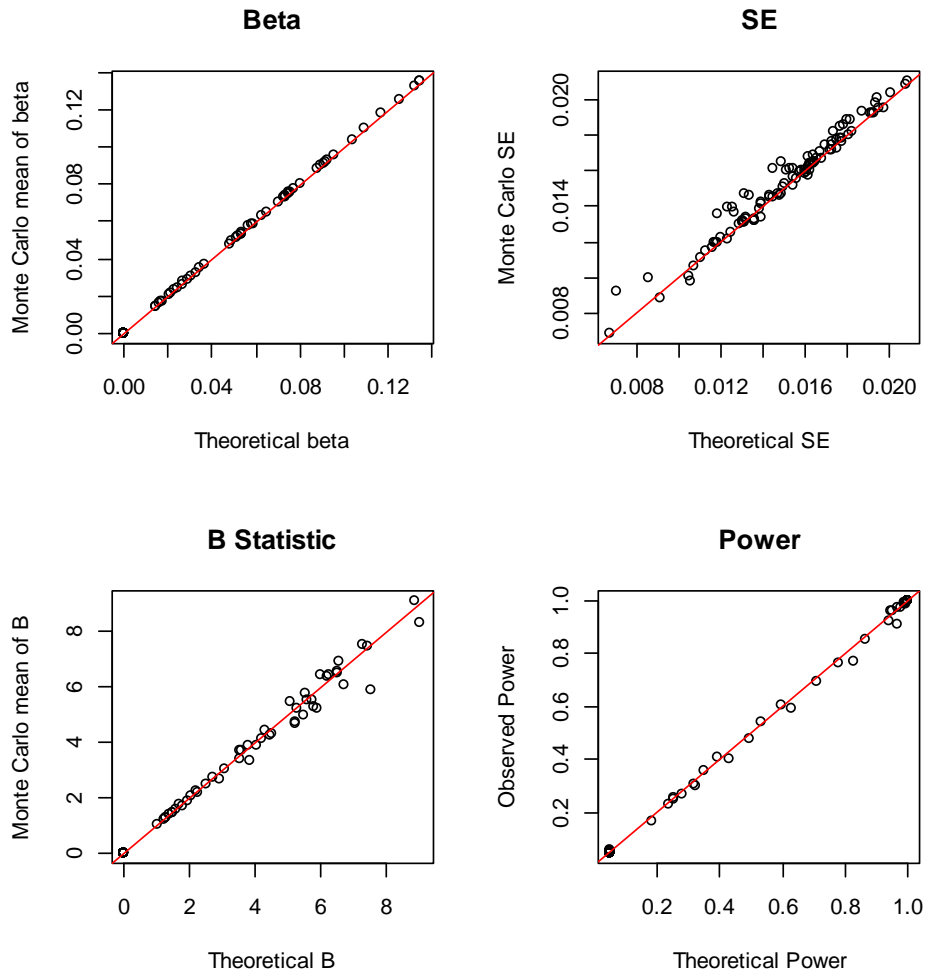 Beta
Monte Carlo mean of beta
0.00 0.04 0.08 0.12
0.00 0.04 0.08 0.12
Theoretical beta
SE
Monte Carlo SE
0.008 0.014 0.020
0.008 0.012 0.016 0.020
Theoretical SE
B Statistic
Monte Carlo mean of B
0 2 4 6 8
0 2 4 6 8
Theoretical B
Power
Observed Power
0.2 0.4 0.6 0.8 1.0
0.2 0.4 0.6 0.8 1.0
Theoretical Power